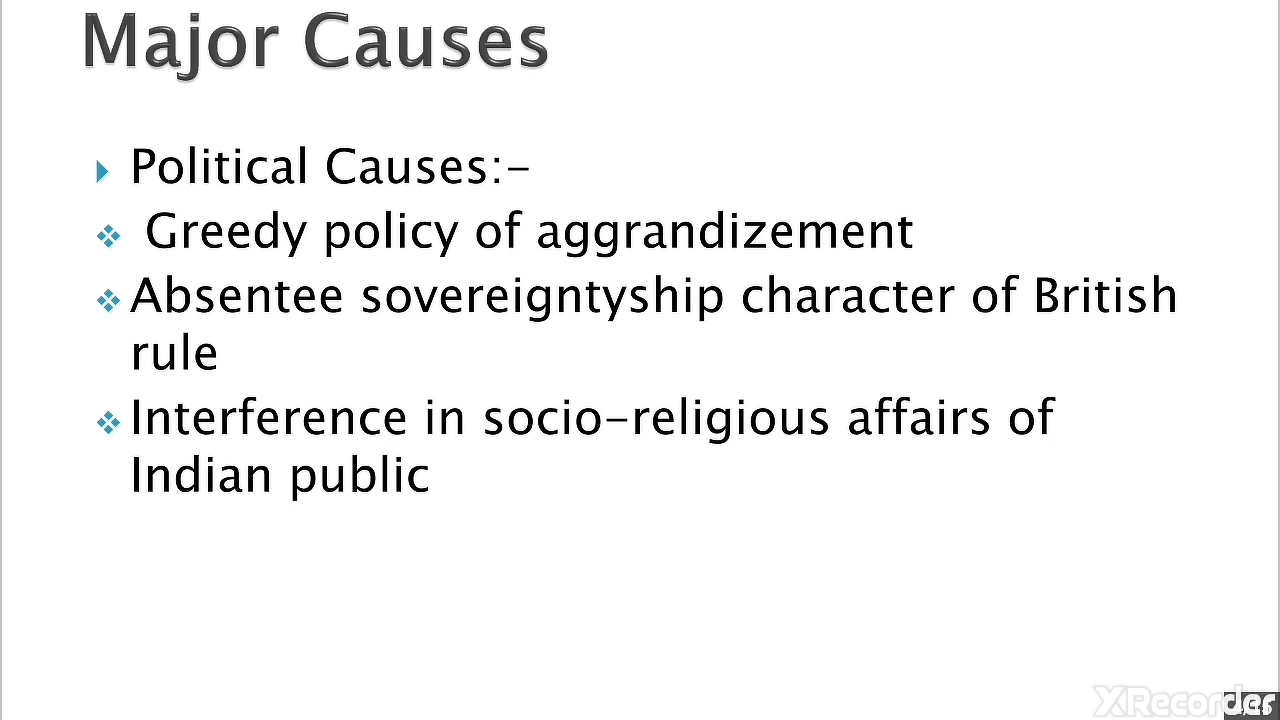 Major Causes
Political Causes:-
Greedy policy of aggrandizement
Absentee sovereigntyship character of British
rule
Interference in socio-religious affairs of
Indian public
XRecorder